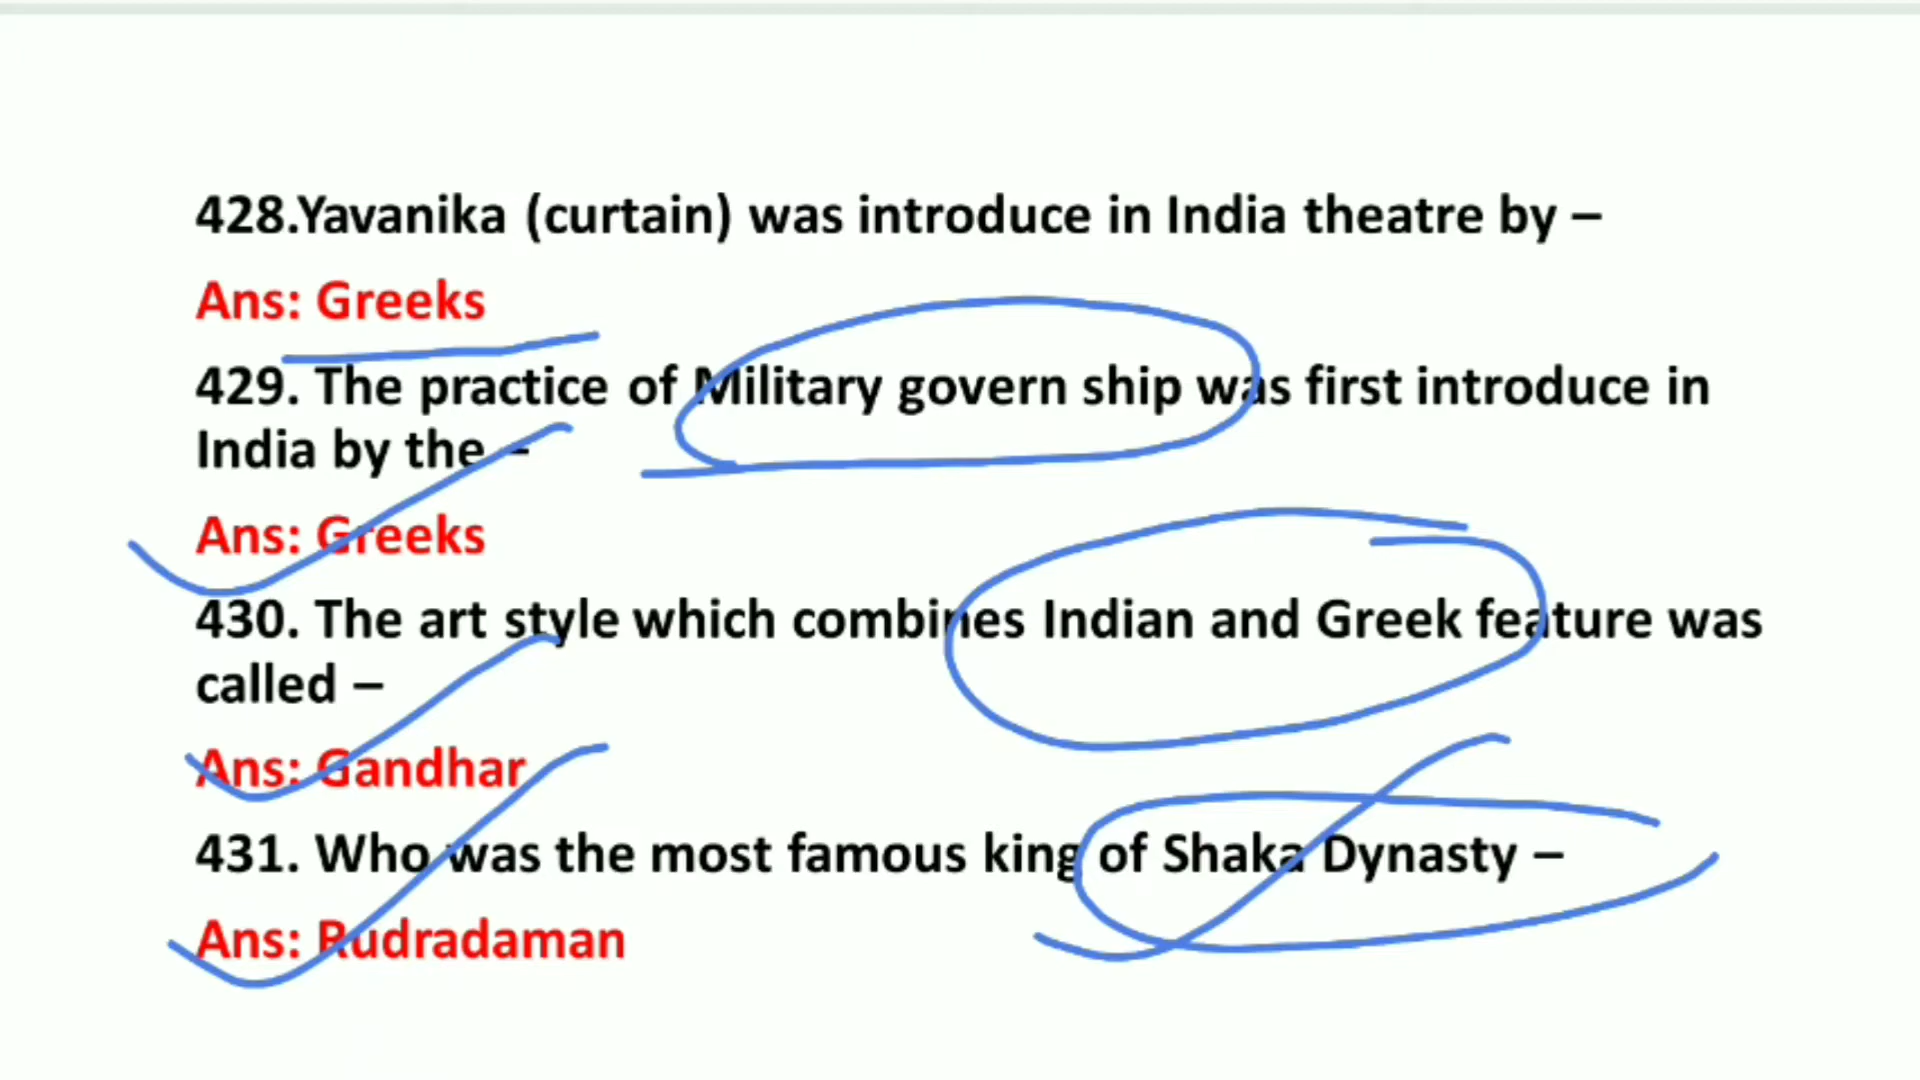 428.Yavanika (curtain) was introduce in India theatre by –
Ans: Greeks
429. The practice of Military govern ship was first introduce in
India by the –
Ans: Greeks
430. The art style which combines Indian and Greek feature was
called –
Ans: Gandhar
431. Who was the most famous king of Shaka Dynasty –
Ans: Rudradaman